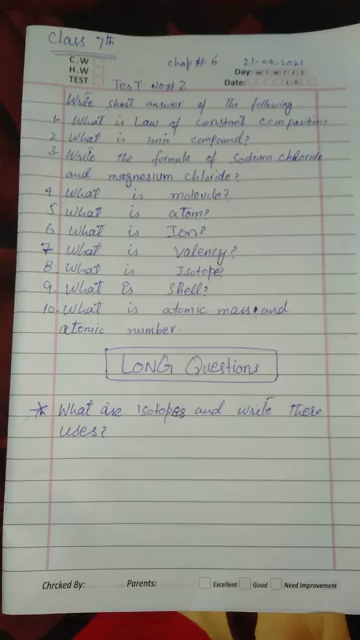 Class 7th
C.W
H.W
TEST
chap # 6
21-04-2021
Day: M T W T F S
Date:
Test No # 2
Write short answer of the following
1- What is Law of constant composition?
2 What is ionic compound?
3- Write the formula of Sodium chloride
and magnesium chloride?
4 What is molecule?
5 What is atom?
6 What is Ion?
7 What is valency?
8 What is Isotope?
9 What is Shell?
10. What is atomic mass and
atomic number.
LONG Questions
* What are isotopes and write there
uses?
Chrcked By:
Parents:
Excellent
Good
Need Improvement